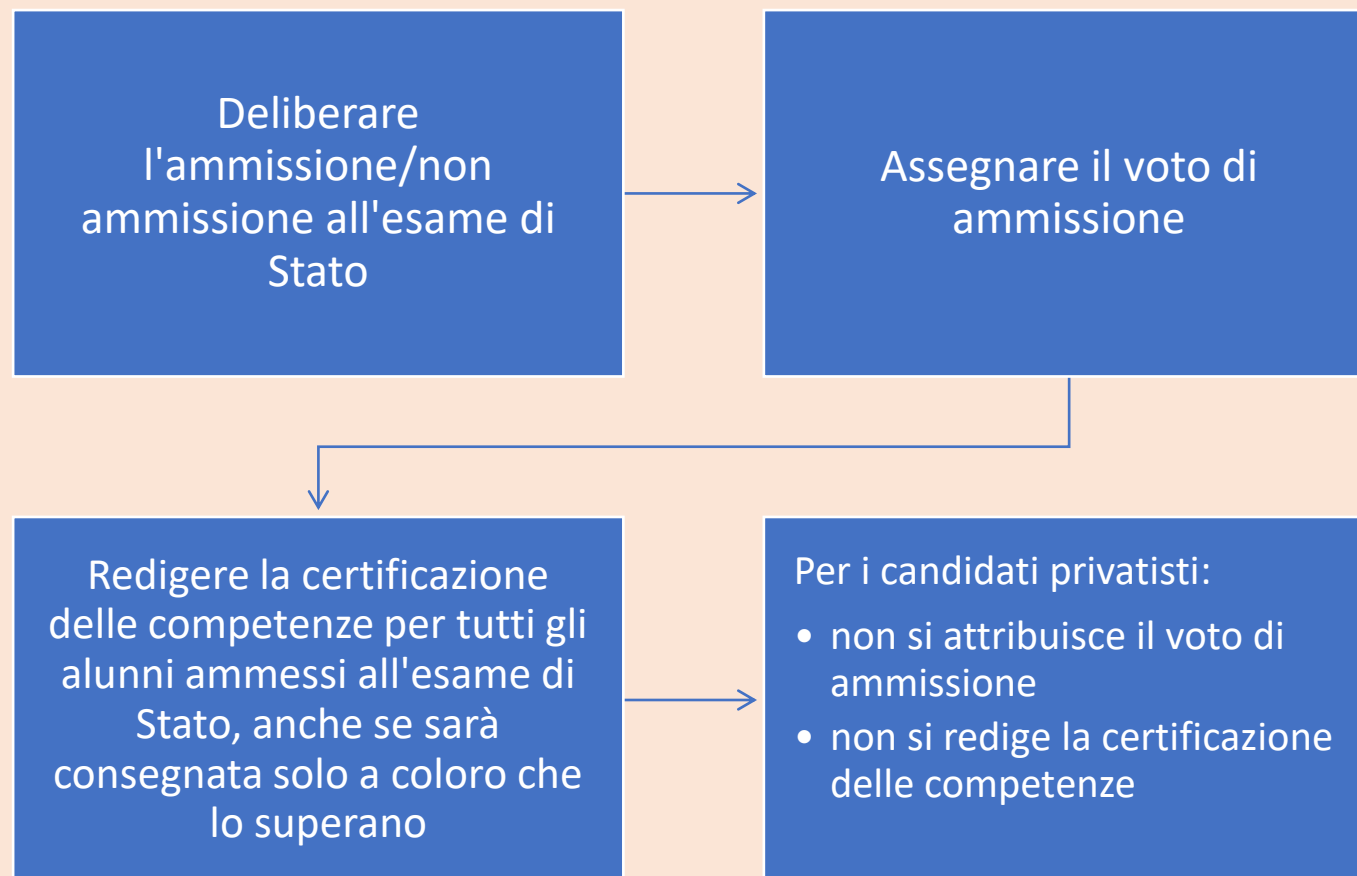 Deliberare
l'ammissione/non
ammissione all'esame di
Stato
Assegnare il voto di
ammissione
Redigere la certificazione
delle competenze per tutti gli
alunni ammessi all'esame di
Stato, anche se sarà
consegnata solo a coloro che
lo superano
Per i candidati privatisti:
• non si attribuisce il voto di
ammissione
• non si redige la certificazione
delle competenze